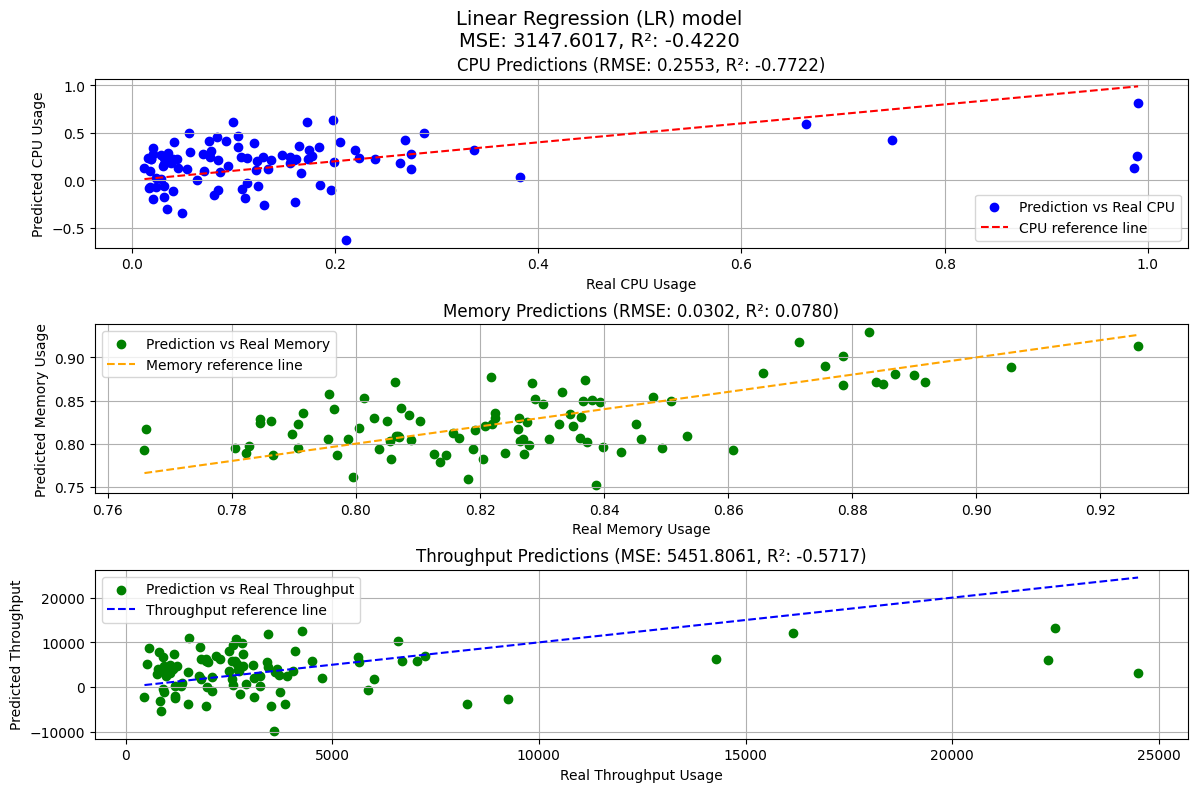 Linear Regression (LR) model
MSE: 3147.6017, R²: -0.4220
CPU Predictions (RMSE: 0.2553, R²: -0.7722)
Predicted CPU Usage
1.0
0.5
0.0
−0.5
Prediction vs Real CPU
CPU reference line
0.0 0.2 0.4 0.6 0.8 1.0
Real CPU Usage
Memory Predictions (RMSE: 0.0302, R²: 0.0780)
Predicted Memory Usage
0.90
0.85
0.80
0.75
Prediction vs Real Memory
Memory reference line
0.76 0.78 0.80 0.82 0.84 0.86 0.88 0.90 0.92
Real Memory Usage
Throughput Predictions (MSE: 5451.8061, R²: -0.5717)
Predicted Throughput
20000
10000
0
−10000
Prediction vs Real Throughput
Throughput reference line
0 5000 10000 15000 20000 25000
Real Throughput Usage